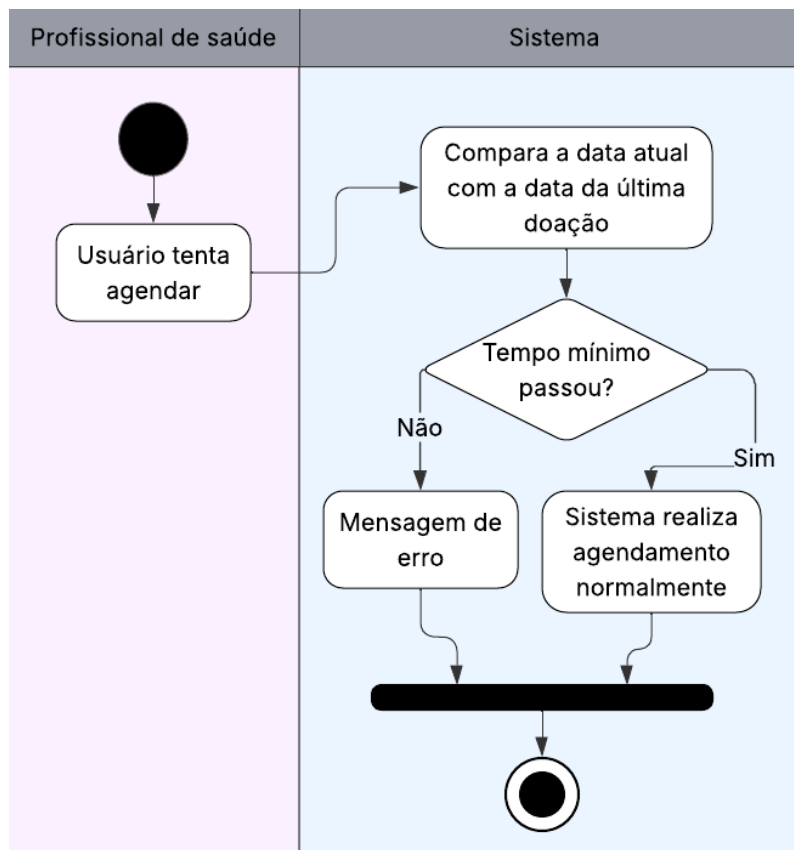 Profissional de saúde
Sistema
Usuário tenta
agendar
Compara a data atual
com a data da última
doação
Tempo mínimo
passou?
Não
Sim
Mensagem de
erro
Sistema realiza
agendamento
normalmente